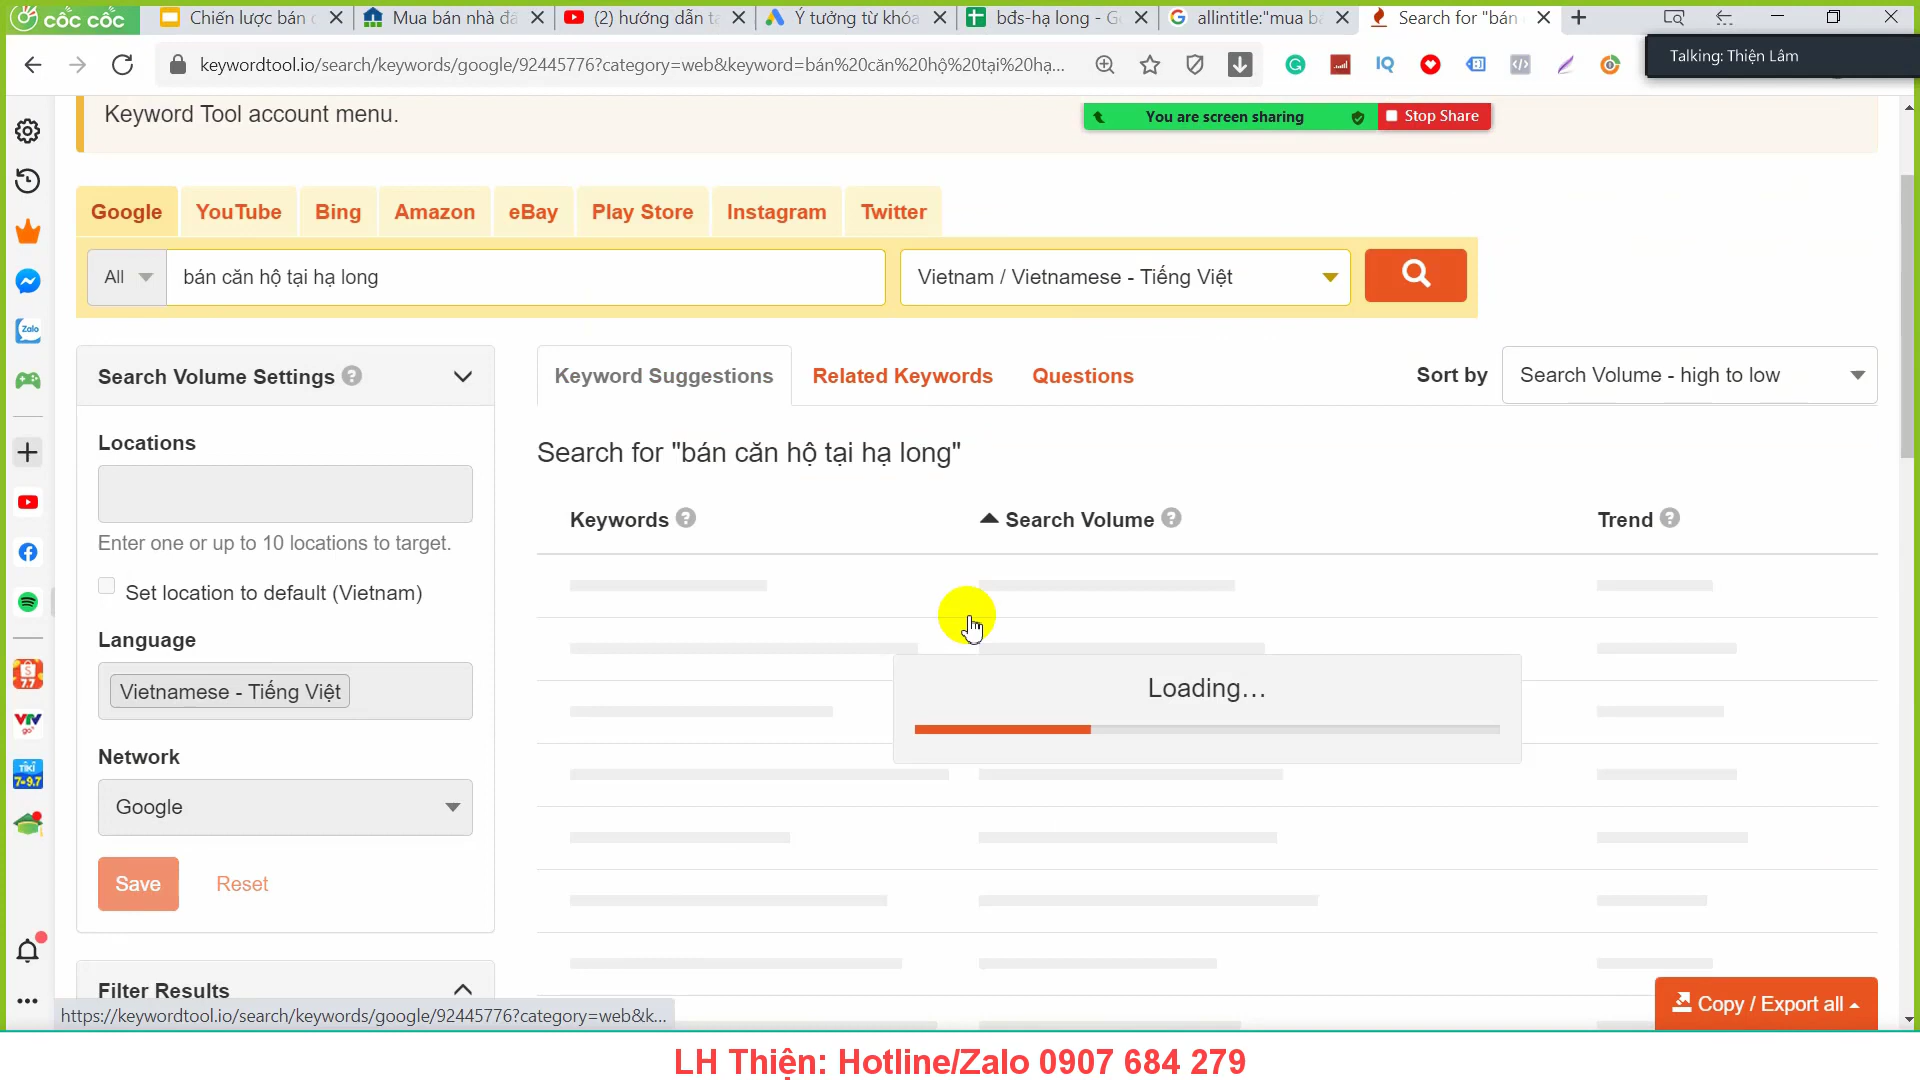 cốc cốc
Chiến lược bán c
Mua bán nhà đấ
(2) hướng dẫn tạ
Ý tưởng từ khóa
bđs-hạ long - Go
allintitle:"mua bá
Search for "bán
keywordtool.io/search/keywords/google/92445776?category=web&keyword=bán%20căn%20hộ%20tại%20hạ...
Talking: Thiện Lâm
Keyword Tool account menu.
You are screen sharing
Stop Share
Google
YouTube
Bing
Amazon
eBay
Play Store
Instagram
Twitter
All
bán căn hộ tại hạ long
Vietnam / Vietnamese - Tiếng Việt
Search Volume Settings
Keyword Suggestions
Related Keywords
Questions
Sort by
Search Volume - high to low
Locations
Enter one or up to 10 locations to target.
Set location to default (Vietnam)
Language
Vietnamese - Tiếng Việt
Network
Google
Save
Reset
Filter Results
Search for "bán căn hộ tại hạ long"
Keywords
Search Volume
Trend
Loading...
Copy / Export all
https://keywordtool.io/search/keywords/google/92445776?category=web&k...
LH Thiện: Hotline/Zalo 0907 684 279